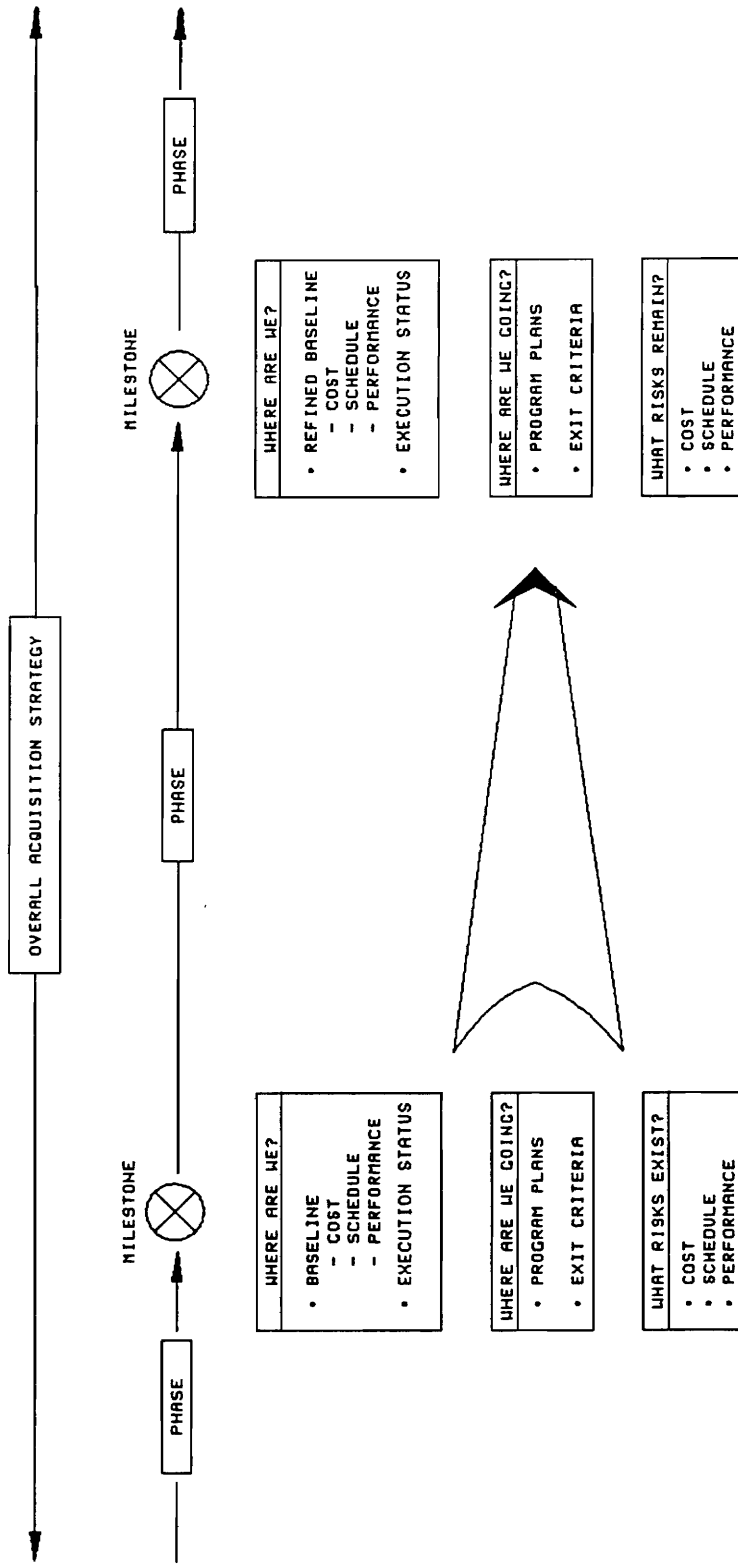 OVERALL ACQUISITION STRATEGY
PHASE
MILESTONE
PHASE
MILESTONE
PHASE
WHERE ARE WE?
• BASELINE
– COST
– SCHEDULE
– PERFORMANCE
• EXECUTION STATUS
WHERE ARE WE GOING?
• PROGRAM PLANS
• EXIT CRITERIA
WHAT RISKS EXIST?
• COST
• SCHEDULE
• PERFORMANCE
WHERE ARE WE?
• REFINED BASELINE
– COST
– SCHEDULE
– PERFORMANCE
• EXECUTION STATUS
WHERE ARE WE GOING?
• PROGRAM PLANS
• EXIT CRITERIA
WHAT RISKS REMAIN?
• COST
• SCHEDULE
• PERFORMANCE